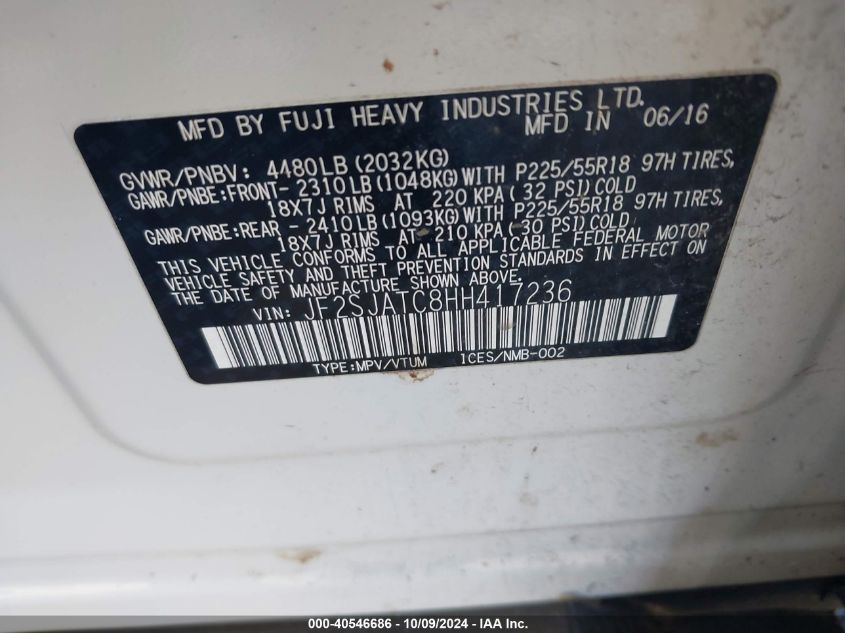 MFD BY FUJI HEAVY INDUSTRIES LTD.
MFD IN 06/16
GVWR/PNBV: 4480LB (2032KG)
GAWR/PNBE:FRONT- 2310LB (1048KG) WITH P225/55R18 97H TIRES,
18X7J RIMS AT 220 KPA ( 32 PSI) COLD
GAWR/PNBE:REAR - 2410LB (1093KG) WITH P225/55R18 97H TIRES,
18X7J RIMS AT 210 KPA ( 30 PSI) COLD
THIS VEHICLE CONFORMS TO ALL APPLICABLE FEDERAL MOTOR
VEHICLE SAFETY AND THEFT PREVENTION STANDARDS IN EFFECT ON
THE DATE OF MANUFACTURE SHOWN ABOVE.
VIN: JF2SJATC8HH417236
TYPE:MPV/VTUM ICES/NMB-002
000-40546686 - 10/09/2024 - IAA Inc.